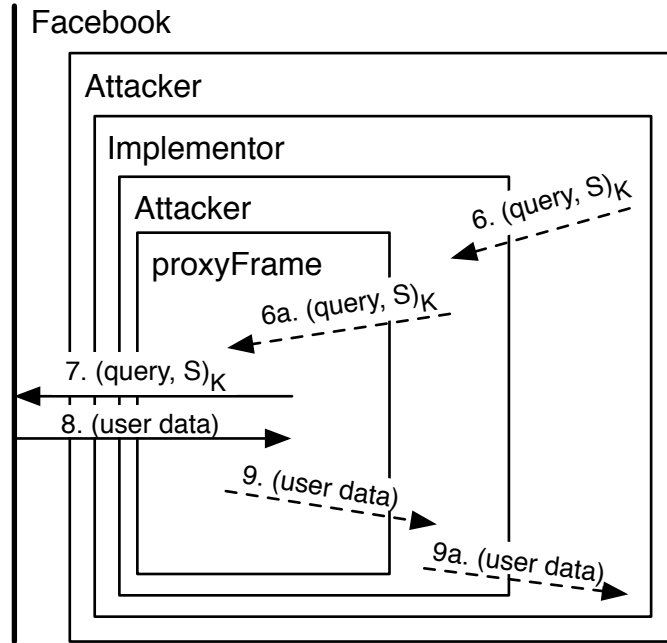 Facebook
Attacker
Implementor
Attacker
proxyFrame
6. (query, S)K
6a. (query, S)K
7. (query, S)K
8. (user data)
9. (user data)
9a. (user data)